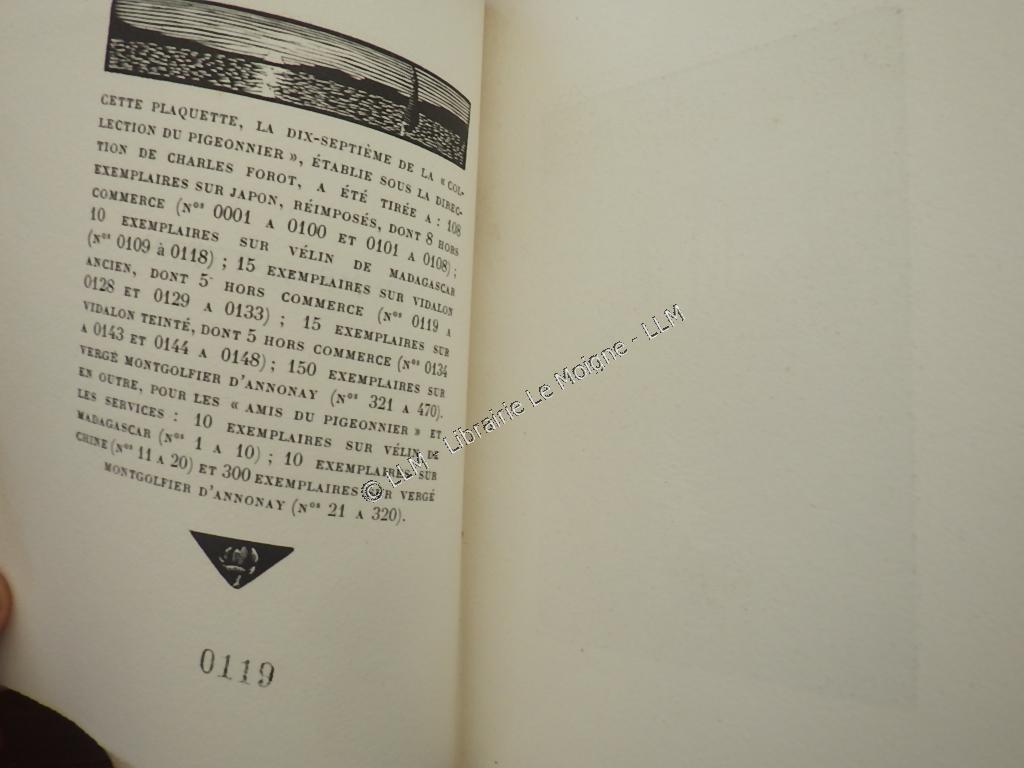 CETTE PLAQUETTE, LA DIX-SEPTIÈME DE LA « COL-
LECTION DU PIGEONNIER », ÉTABLIE SOUS LA DIREC-
TION DE CHARLES FOROT, A ÉTÉ TIRÉE A : 108
EXEMPLAIRES SUR JAPON, RÉIMPOSÉS, DONT 8 HORS
COMMERCE (Nos 0001 A 0100 ET 0101 A 0108) ;
10 EXEMPLAIRES SUR VÉLIN DE MADAGASCAR
(Nos 0109 à 0118) ; 15 EXEMPLAIRES SUR VIDALON
ANCIEN, DONT 5 HORS COMMERCE (Nos 0119 A
0128 ET 0129 A 0133) ; 15 EXEMPLAIRES SUR
VIDALON TEINTÉ, DONT 5 HORS COMMERCE (Nos 0134
A 0143 ET 0144 A 0148) ; 150 EXEMPLAIRES SUR
VERGÉ MONTGOLFIER D'ANNONAY (Nos 321 A 470).
EN OUTRE, POUR LES « AMIS DU PIGEONNIER » ET
LES SERVICES : 10 EXEMPLAIRES SUR VÉLIN DE
MADAGASCAR (Nos 1 A 10) ; 10 EXEMPLAIRES SUR
CHINE (Nos 11 A 20) ET 300 EXEMPLAIRES SUR VERGÉ
MONTGOLFIER D'ANNONAY (Nos 21 A 320).
0119
© LLM - Librairie Le Moigne - LLM